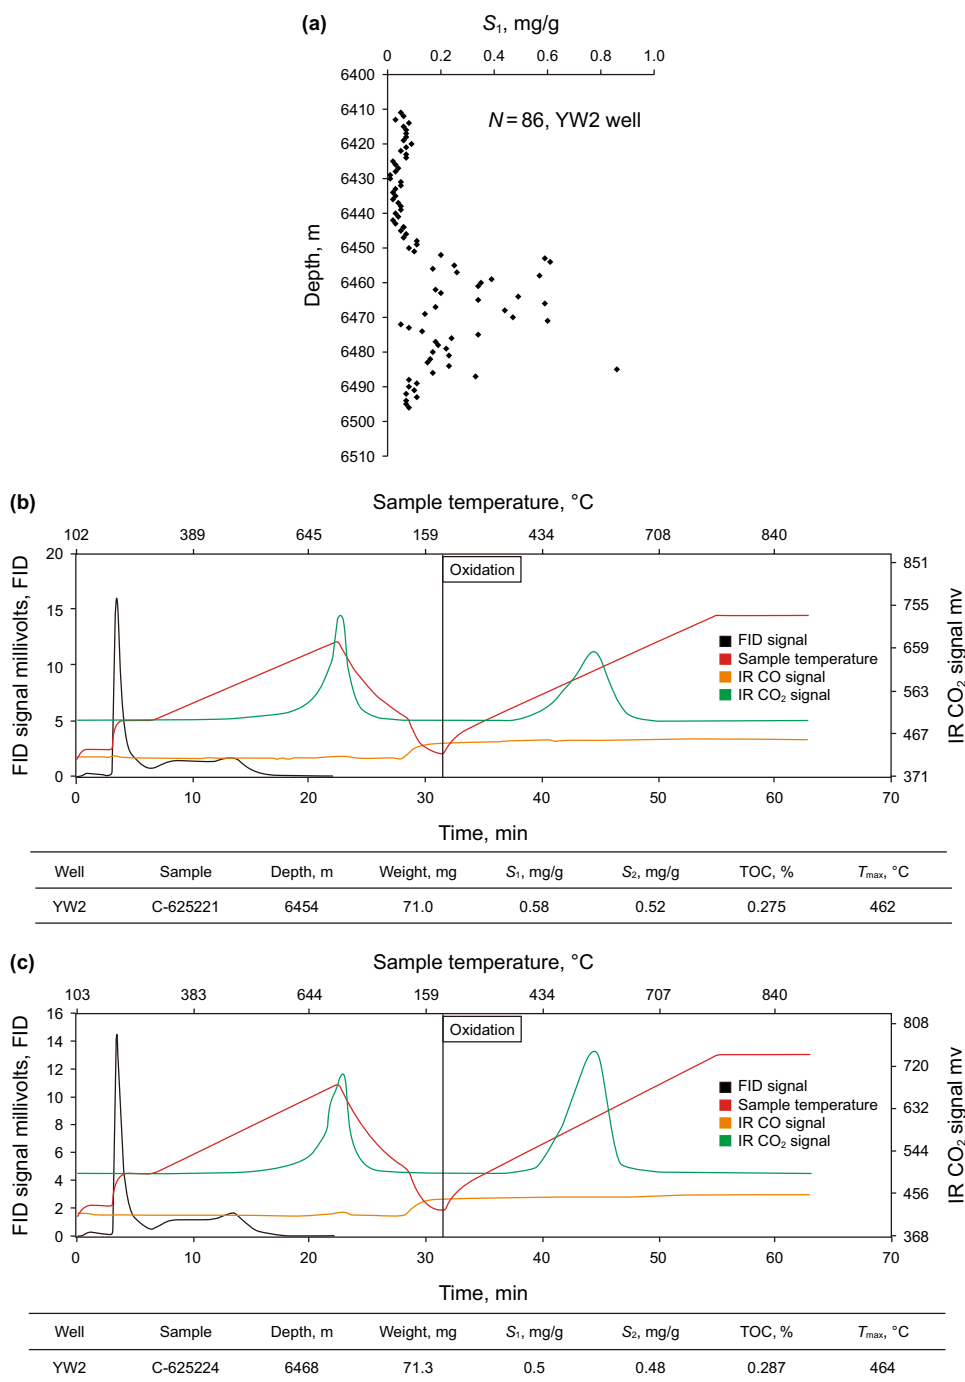 (a)
S1, mg/g
0 0.2 0.4 0.6 0.8 1.0
6400
6410
6420
6430
6440
6450
6460
6470
6480
6490
6500
6510
Depth, m
N = 86, YW2 well
(b)
Sample temperature, °C
102 389 645 159 434 708 840
20
15
10
5
0
FID signal millivolts, FID
Oxidation
FID signal
Sample temperature
IR CO signal
IR CO2 signal
851
755
659
563
467
371
IR CO2 signal mv
0 10 20 30 40 50 60 70
Time, min
Well Sample Depth, m Weight, mg S1, mg/g S2, mg/g TOC, % Tmax, °C
YW2 C-625221 6454 71.0 0.58 0.52 0.275 462
(c)
Sample temperature, °C
103 383 644 159 434 707 840
16
14
12
10
8
6
4
2
0
FID signal millivolts, FID
Oxidation
FID signal
Sample temperature
IR CO signal
IR CO2 signal
808
720
632
544
456
368
IR CO2 signal mv
0 10 20 30 40 50 60 70
Time, min
Well Sample Depth, m Weight, mg S1, mg/g S2, mg/g TOC, % Tmax, °C
YW2 C-625224 6468 71.3 0.5 0.48 0.287 464